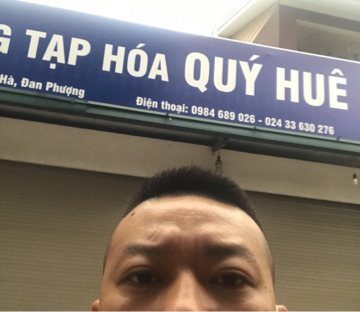 G TẠP HÓA QUÝ HUÊ
Hà, Đan Phượng
Điện thoại: 0984 689 026 - 024 33 630 276